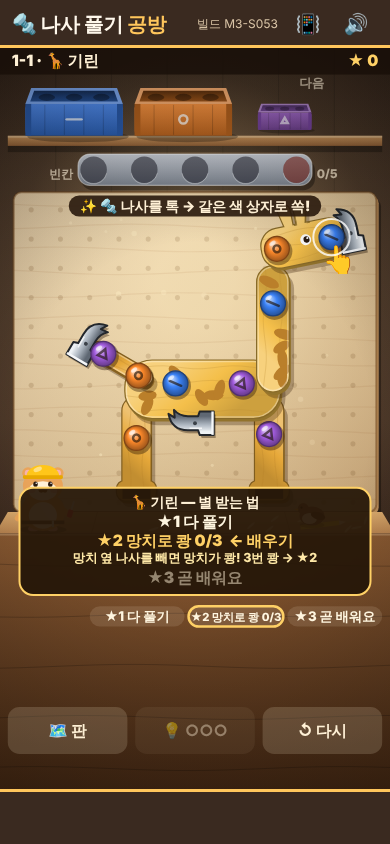 🔩 나사 풀기 공방 빌드 M3-S053
1-1 · 🦒 기린 ★ 0
다음
빈칸 0/5
✨ 🔩 나사를 톡 → 같은 색 상자로 쏙!
🦒 기린 — 별 받는 법
★1 다 풀기
★2 망치로 쾅 0/3 ← 배우기
망치 옆 나사를 빼면 망치가 쾅! 3번 쾅 → ★2
★3 곧 배워요
★1 다 풀기 ★2 망치로 쾅 0/3 ★3 곧 배워요
🗺️ 판 💡 ○○○ ↺ 다시